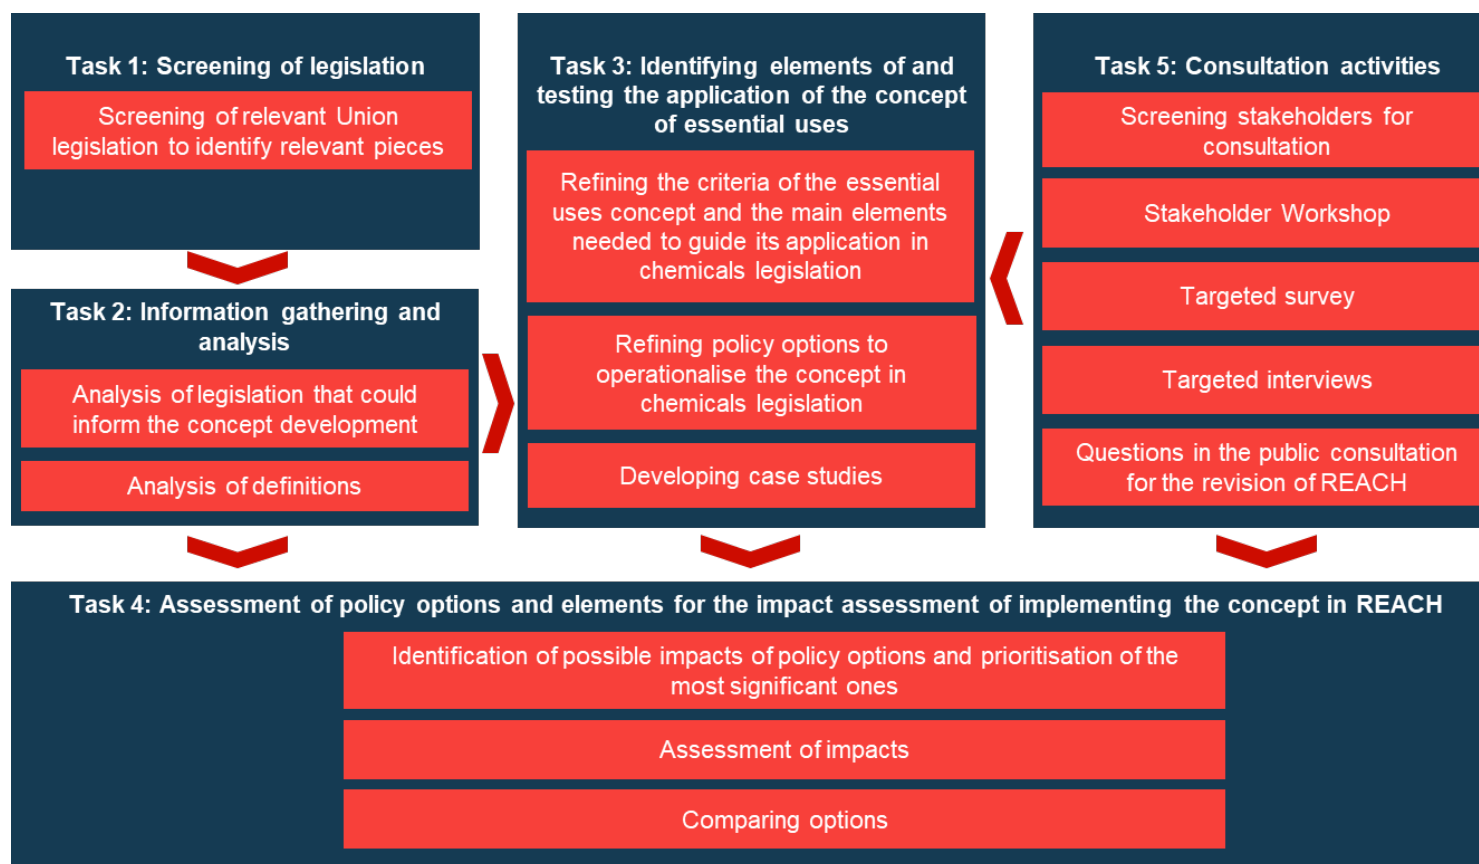 Task 1: Screening of legislation
Screening of relevant Union
legislation to identify relevant pieces
Task 2: Information gathering and
analysis
Analysis of legislation that could
inform the concept development
Analysis of definitions
Task 3: Identifying elements of and
testing the application of the concept
of essential uses
Refining the criteria of the essential
uses concept and the main elements
needed to guide its application in
chemicals legislation
Refining policy options to
operationalise the concept in
chemicals legislation
Developing case studies
Task 5: Consultation activities
Screening stakeholders for
consultation
Stakeholder Workshop
Targeted survey
Targeted interviews
Questions in the public consultation
for the revision of REACH
Task 4: Assessment of policy options and elements for the impact assessment of implementing the concept in REACH
Identification of possible impacts of policy options and prioritisation of the
most significant ones
Assessment of impacts
Comparing options